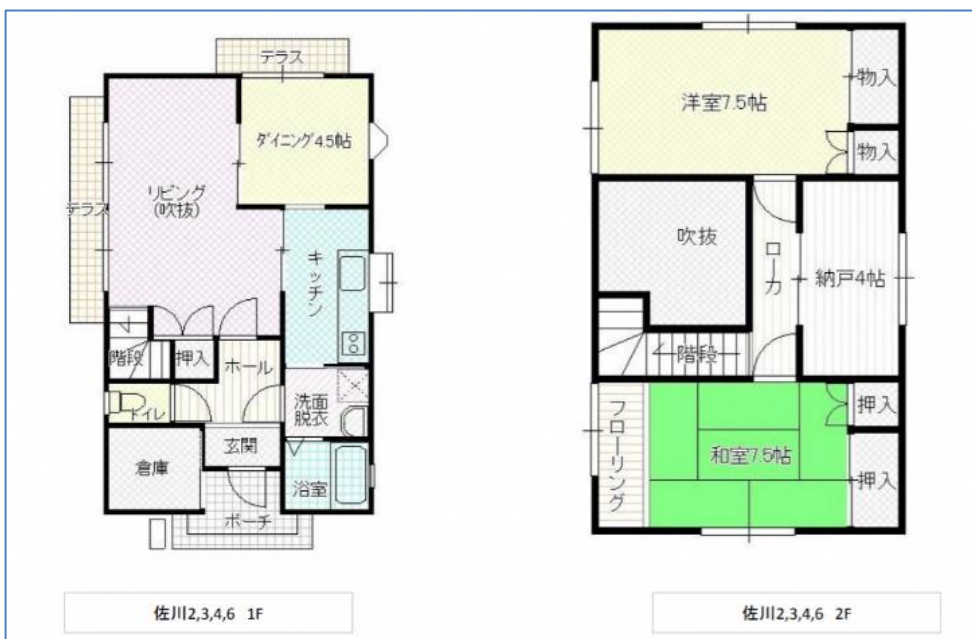 テラス
ダイニング4.5帖
リビング
(吹抜)
テラス
キッチン
階段
押入
ホール
トイレ
洗面
脱衣
玄関
倉庫
浴室
ポーチ
佐川2,3,4,6 1F
洋室7.5帖
物入
物入
吹抜
ローカ
納戸4帖
階段
フローリング
和室7.5帖
押入
押入
佐川2,3,4,6 2F